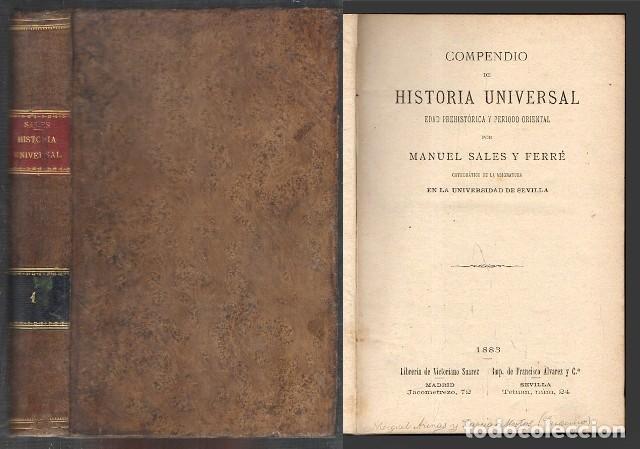 SALES
HISTORIA
UNIVERSAL
1
COMPENDIO
DE
HISTORIA UNIVERSAL
EDAD PREHISTÓRICA Y PERIODO ORIENTAL
POR
MANUEL SALES Y FERRÉ
CATEDRÁTICO DE LA ASIGNATURA
EN LA UNIVERSIDAD DE SEVILLA
1883
Librería de Victoriano Suarez
MADRID
Jacometrezo, 72
Imp. de Francisco Alvarez y C.ª
SEVILLA
Tetuan, núm, 24
Miguel Arenas y
todocoleccion